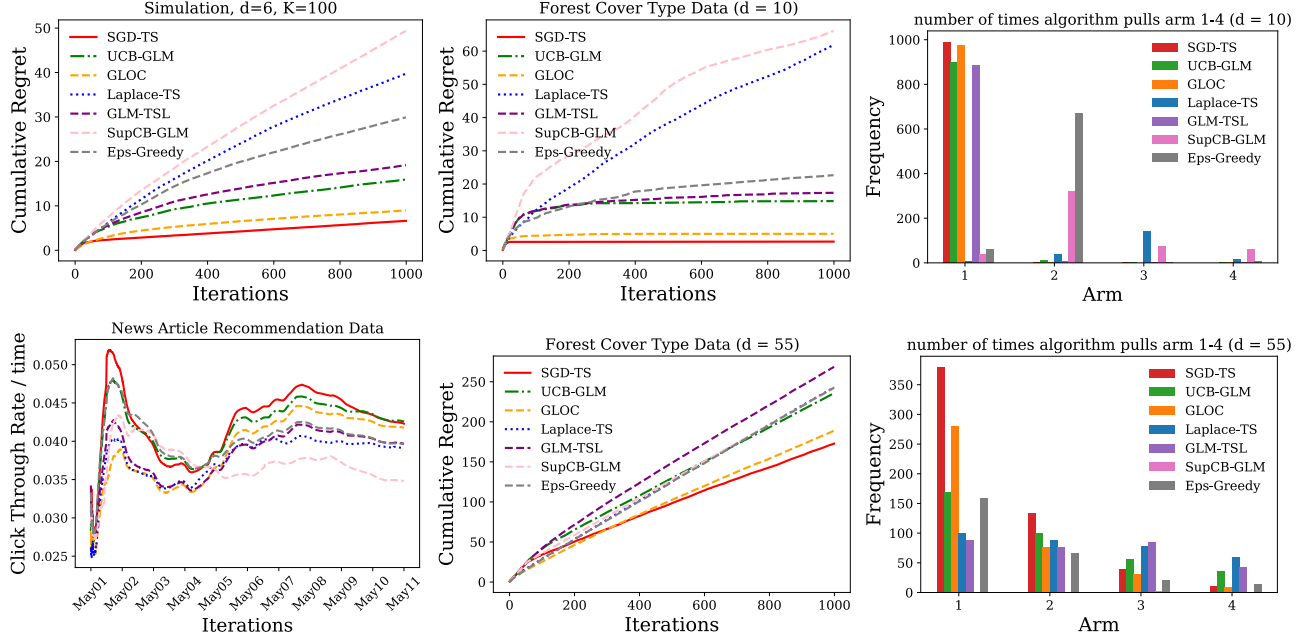 Simulation, d=6, K=100
Cumulative Regret
50
40
30
20
10
0
SGD-TS
UCB-GLM
GLOC
Laplace-TS
GLM-TSL
SupCB-GLM
Eps-Greedy
0 200 400 600 800 1000
Iterations
Forest Cover Type Data (d = 10)
Cumulative Regret
60
50
40
30
20
10
0
SGD-TS
UCB-GLM
GLOC
Laplace-TS
GLM-TSL
SupCB-GLM
Eps-Greedy
0 200 400 600 800 1000
Iterations
number of times algorithm pulls arm 1-4 (d = 10)
Frequency
1000
800
600
400
200
0
SGD-TS
UCB-GLM
GLOC
Laplace-TS
GLM-TSL
SupCB-GLM
Eps-Greedy
1 2 3 4
Arm
News Article Recommendation Data
Click Through Rate / time
0.050
0.045
0.040
0.035
0.030
0.025
May01 May02 May03 May04 May05 May06 May07 May08 May09 May10 May11
Iterations
Forest Cover Type Data (d = 55)
Cumulative Regret
250
200
150
100
50
0
SGD-TS
UCB-GLM
GLOC
Laplace-TS
GLM-TSL
SupCB-GLM
Eps-Greedy
0 200 400 600 800 1000
Iterations
number of times algorithm pulls arm 1-4 (d = 55)
Frequency
350
300
250
200
150
100
50
0
SGD-TS
UCB-GLM
GLOC
Laplace-TS
GLM-TSL
SupCB-GLM
Eps-Greedy
1 2 3 4
Arm